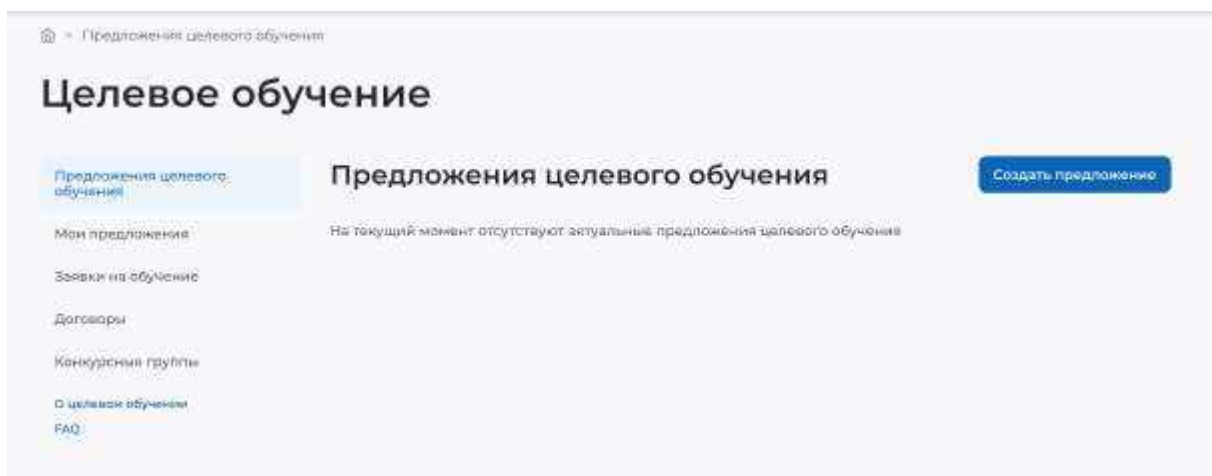 > Предложения целевого обучения
Целевое обучение
Предложения целевого
обучения
Предложения целевого обучения
Создать предложение
Мои предложения
На текущий момент отсутствуют актуальные предложения целевого обучения
Заявки на обучение
Договоры
Конкурсные группы
О целевом обучении
FAQ